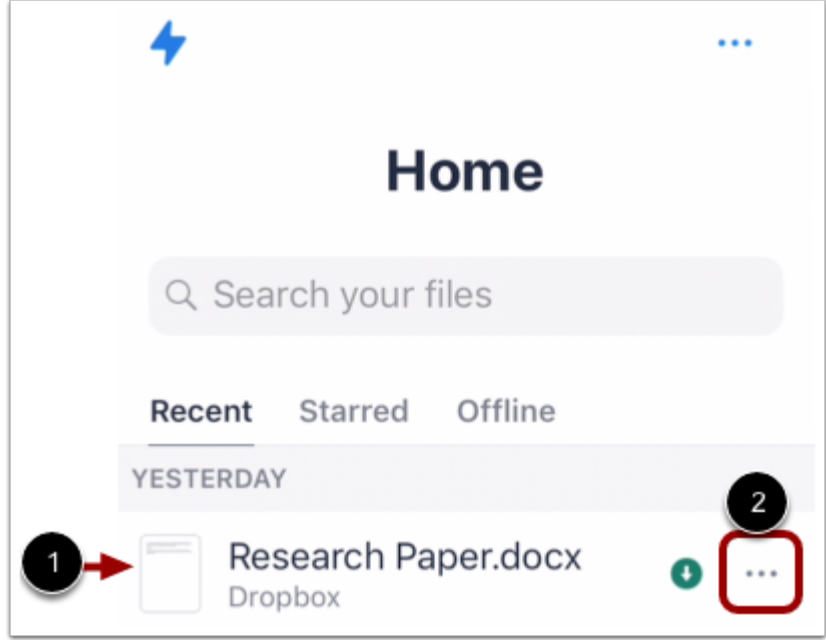 Home
Search your files
Recent Starred Offline
YESTERDAY
2
1
Research Paper.docx
Dropbox